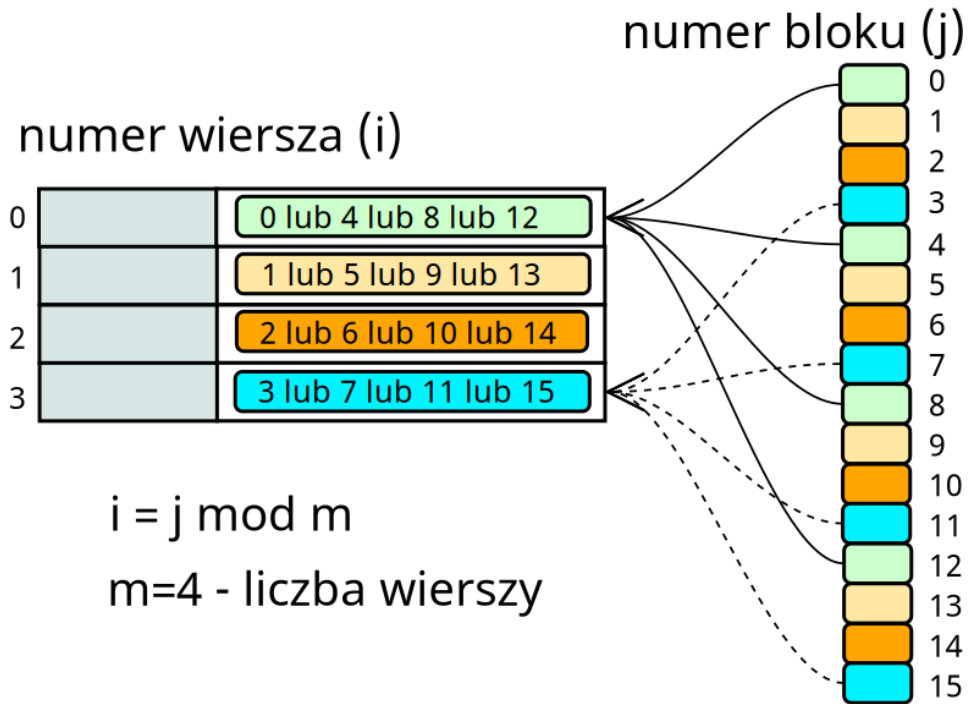 numer bloku (j)
numer wiersza (i)
0 0 lub 4 lub 8 lub 12
1 1 lub 5 lub 9 lub 13
2 2 lub 6 lub 10 lub 14
3 3 lub 7 lub 11 lub 15
i = j mod m
m=4 - liczba wierszy
0
1
2
3
4
5
6
7
8
9
10
11
12
13
14
15